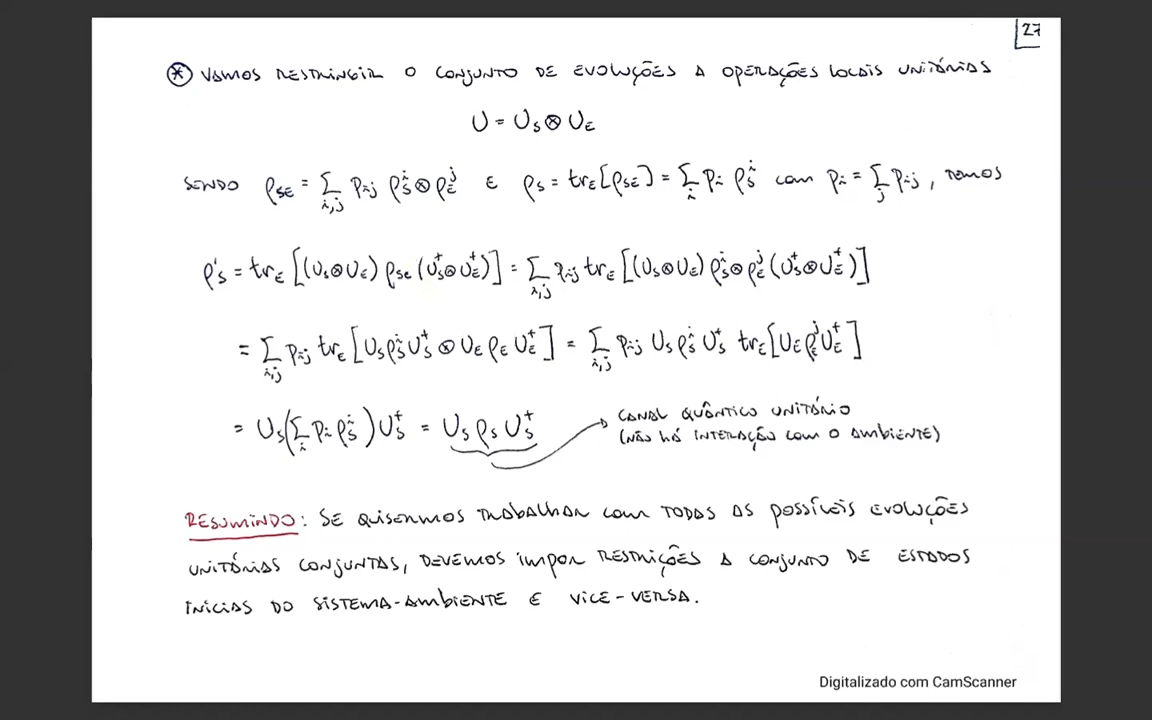 27
⊛ VAMOS RESTRINGIR O CONJUNTO DE EVOLUÇÕES A OPERAÇÕES LOCAIS UNITÁRIAS
U = U_S ⊗ U_E
SENDO ρ_SE = Σ_{i,j} p_ij ρ_S^i ⊗ ρ_E^j E ρ_S = tr_E[ρ_SE] = Σ_i p_i ρ_S^i com p_i = Σ_j p_ij, TEMOS
ρ'_S = tr_E [(U_S⊗U_E) ρ_SE (U_S^†⊗U_E^†)] = Σ_{i,j} p_ij tr_E [(U_S⊗U_E) ρ_S^i⊗ρ_E^j (U_S^†⊗U_E^†)]
= Σ_{i,j} p_ij tr_E [U_S ρ_S^i U_S^† ⊗ U_E ρ_E U_E^†] = Σ_{i,j} p_ij U_S ρ_S^i U_S^† tr_E[U_E ρ_E^j U_E^†]
= U_S(Σ_i p_i ρ_S^i) U_S^† = U_S ρ_S U_S^†
CANAL QUÂNTICO UNITÁRIO
(NÃO HÁ INTERAÇÃO COM O AMBIENTE)
RESUMINDO: SE QUISERMOS TRABALHAR COM TODAS AS POSSÍVEIS EVOLUÇÕES
UNITÁRIAS CONJUNTAS, DEVEMOS IMPOR RESTRIÇÕES A CONJUNTO DE ESTADOS
INICIAS DO SISTEMA-AMBIENTE E VICE-VERSA.
Digitalizado com CamScanner